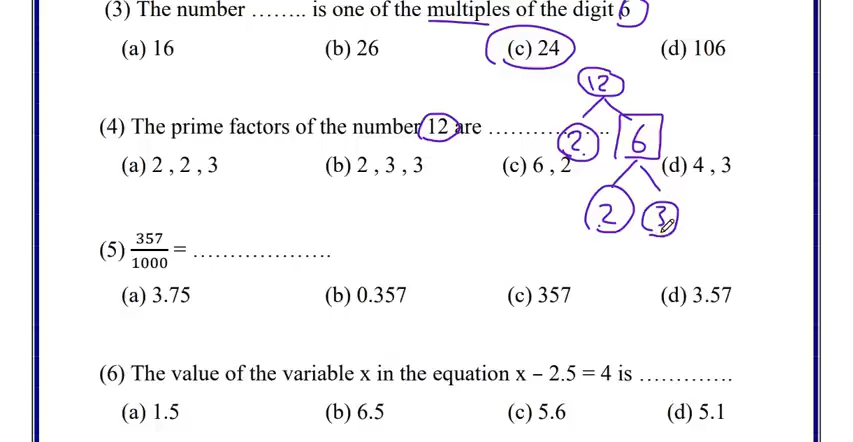 (3) The number …….. is one of the multiples of the digit 6
(a) 16 (b) 26 (c) 24 (d) 106
12
(4) The prime factors of the number 12 are ………………..
2 6
(a) 2 , 2 , 3 (b) 2 , 3 , 3 (c) 6 , 2 (d) 4 , 3
2 3
(5) 357/1000 = ……………….
(a) 3.75 (b) 0.357 (c) 357 (d) 3.57
(6) The value of the variable x in the equation x − 2.5 = 4 is ………….
(a) 1.5 (b) 6.5 (c) 5.6 (d) 5.1